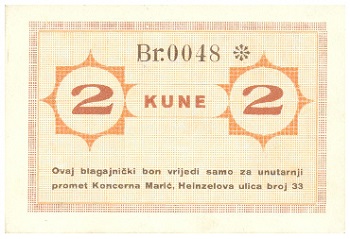 Br.0048 *
2 KUNE 2
Ovaj blagajnički bon vrijedi samo za unutarnji
promet Koncerna Marić, Heinzelova ulica broj 33